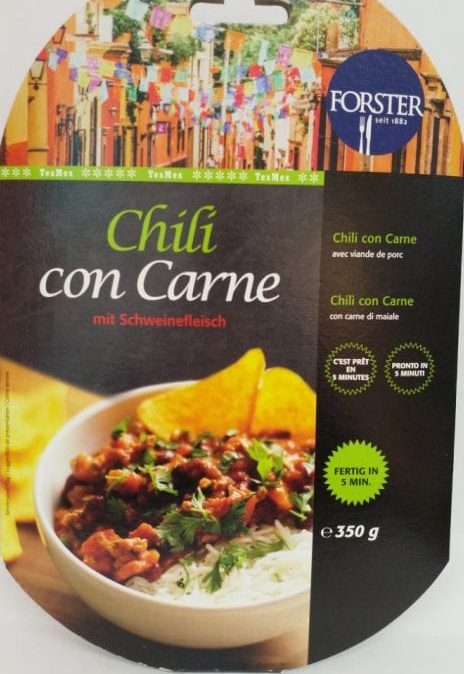 FORSTER
seit 1882
TexMex TexMex TexMex
Chili
con Carne
mit Schweinefleisch
Chili con Carne
avec viande de porc
Chili con Carne
con carne di maiale
C'EST PRÊT
EN
5 MINUTES
PRONTO IN
5 MINUTI
FERTIG IN
5 MIN.
e 350 g